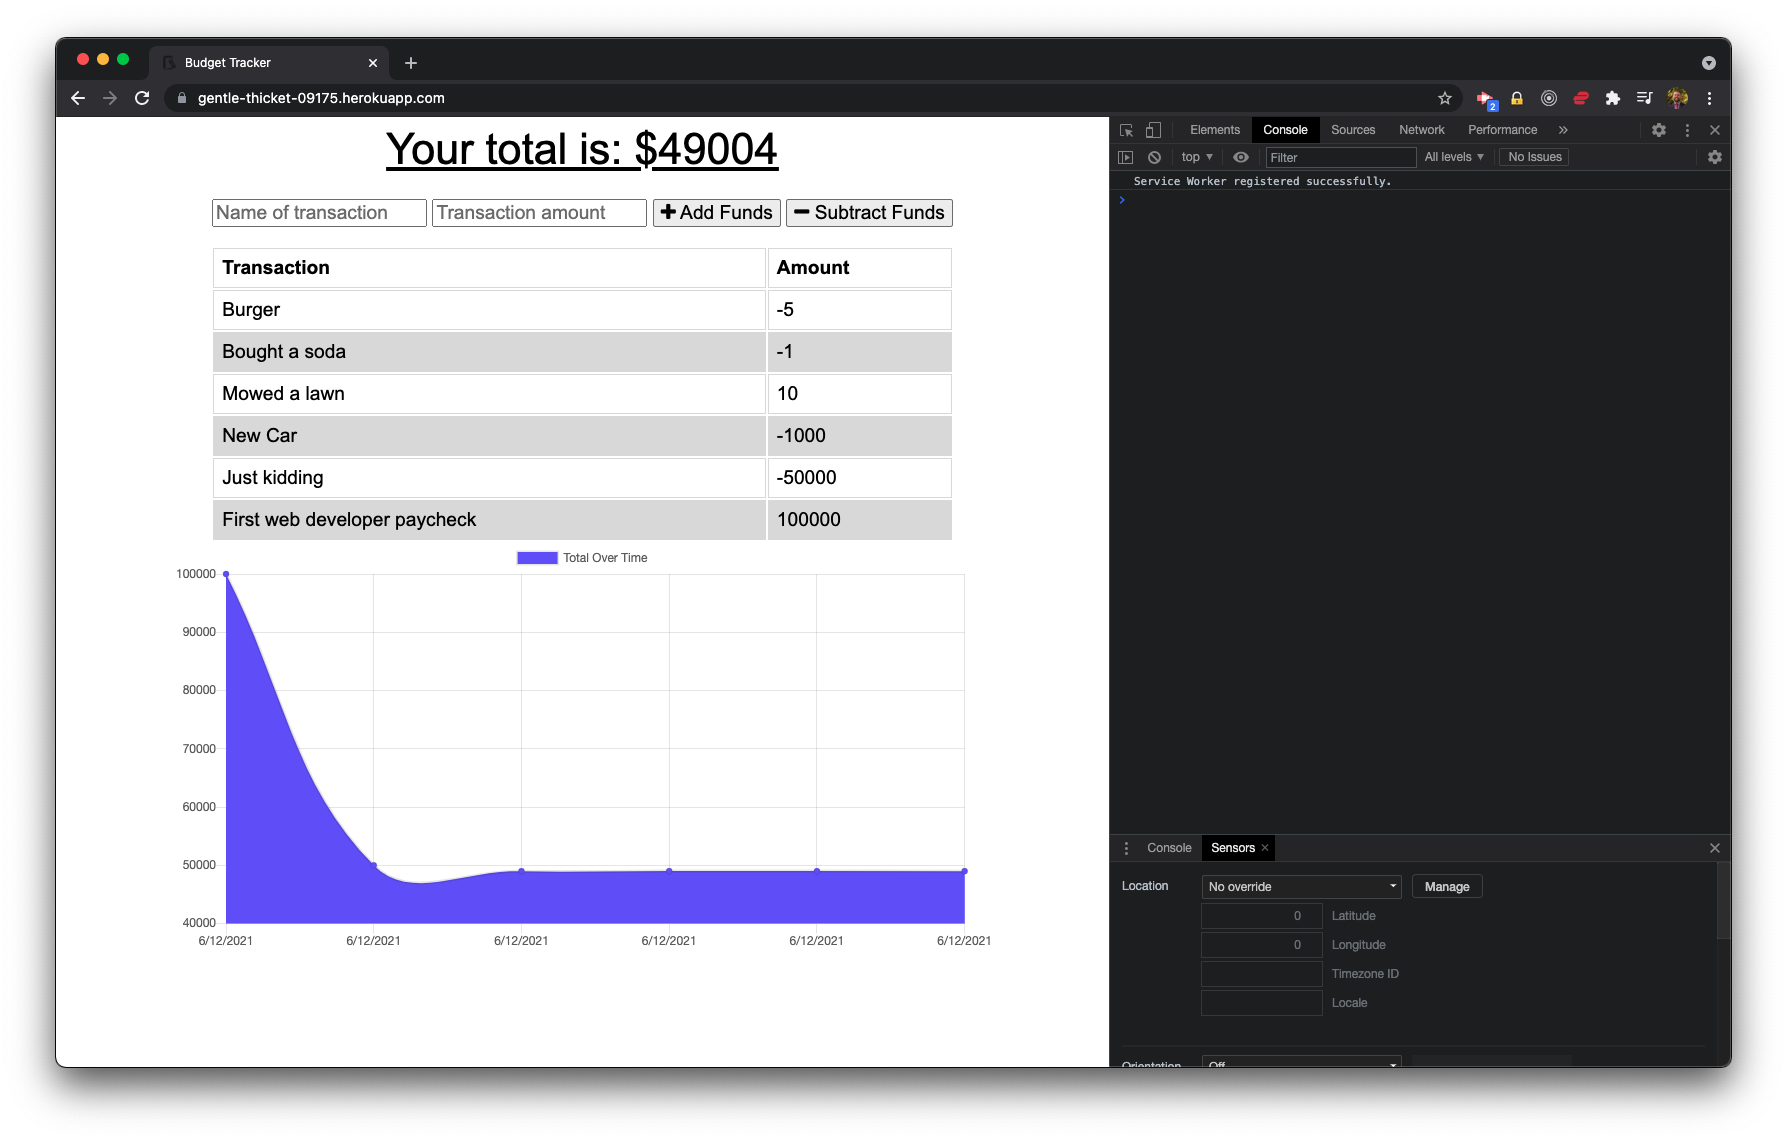 Budget Tracker
gentle-thicket-09175.herokuapp.com
2
Your total is: $49004
Name of transaction Transaction amount Add Funds Subtract Funds
Transaction Amount
Burger -5
Bought a soda -1
Mowed a lawn 10
New Car -1000
Just kidding -50000
First web developer paycheck 100000
Total Over Time
100000
90000
80000
70000
60000
50000
40000
6/12/2021 6/12/2021 6/12/2021 6/12/2021 6/12/2021 6/12/2021
Elements Console Sources Network Performance »
top Filter All levels No Issues
Service Worker registered successfully.
Console Sensors
Location No override Manage
0 Latitude
0 Longitude
Timezone ID
Locale
Orientation Off